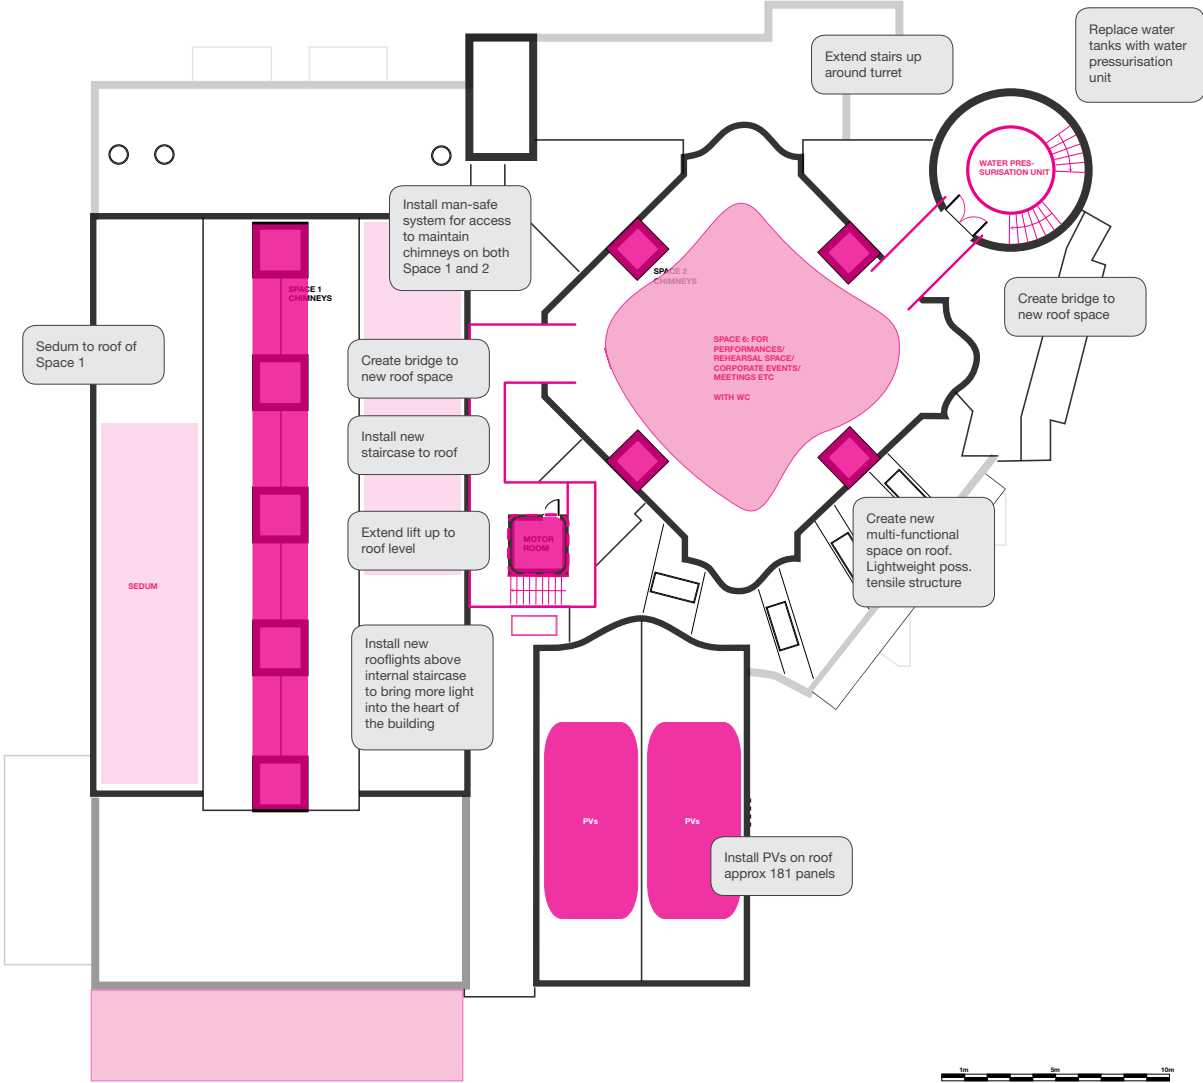 Replace water
tanks with water
pressurisation
unit
Extend stairs up
around turret
WATER PRES-
SURISATION UNIT
Install man-safe
system for access
to maintain
chimneys on both
Space 1 and 2
SPACE 2
CHIMNEYS
SPACE 1
CHIMNEYS
Create bridge to
new roof space
Sedum to roof of
Space 1
Create bridge to
new roof space
SPACE 6: FOR
PERFORMANCES/
REHEARSAL SPACE/
CORPORATE EVENTS/
MEETINGS ETC
WITH WC
Install new
staircase to roof
Extend lift up to
roof level
MOTOR
ROOM
Create new
multi-functional
space on roof.
Lightweight poss.
tensile structure
SEDUM
Install new
rooflights above
internal staircase
to bring more light
into the heart of
the building
PVs
PVs
Install PVs on roof
approx 181 panels
1m 5m 10m